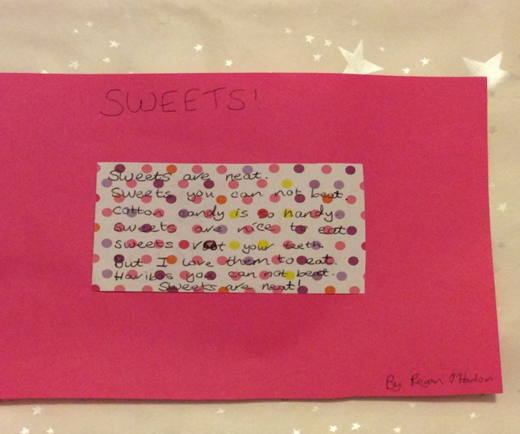 SWEETS!
Sweets are neat.
Sweets you can not beat.
Cotton candy is so handy
Sweets are nice to eat
Sweets rot your teeth
But I love them to eat.
Haribos you can not beat.
Sweets are neat!
By Regan O'Hanlon